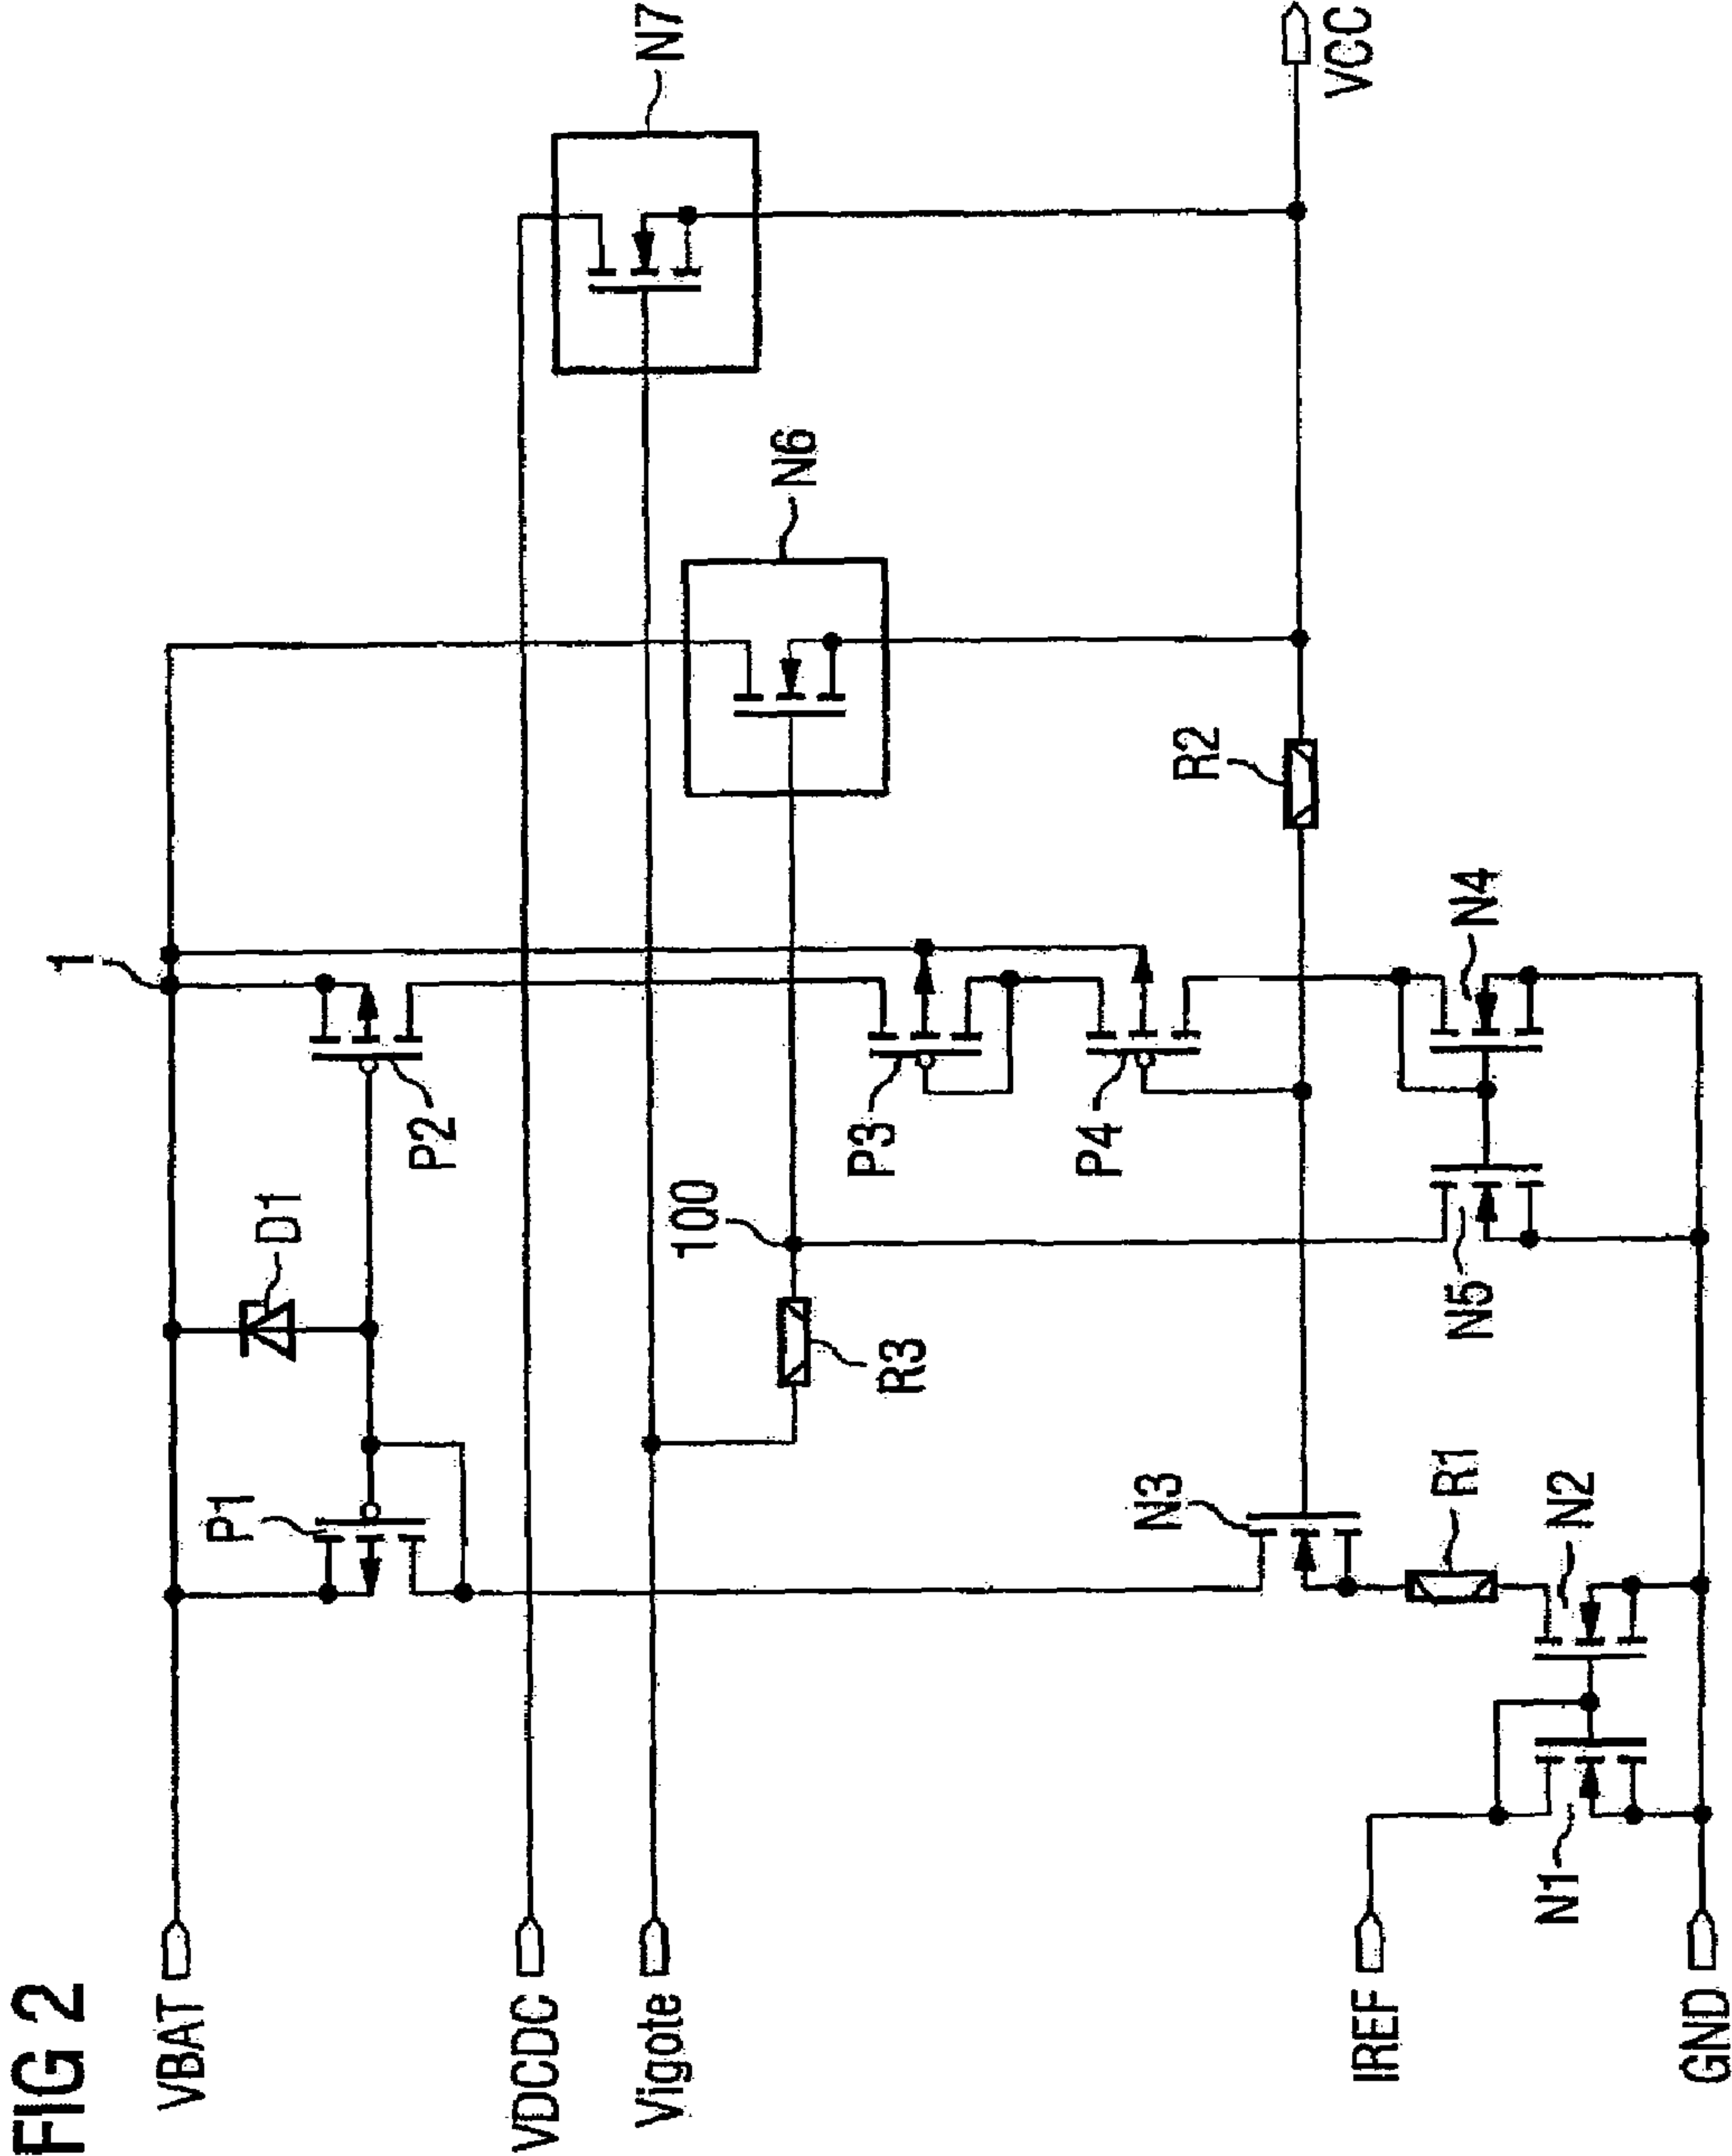 FIG 2
VBAT
VDCDC
Vigote
IREF
GND
P1
D1
P2
1
N7
N6
100
R3
P3
P4
R2
VCC
N3
R1
N2
N1
N5
N4